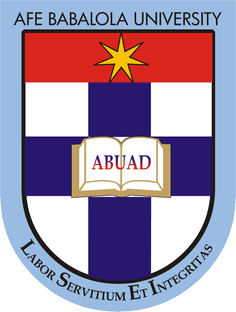 AFE BABALOLA UNIVERSITY
ABUAD
LABOR SERVITIUM ET INTEGRITAS